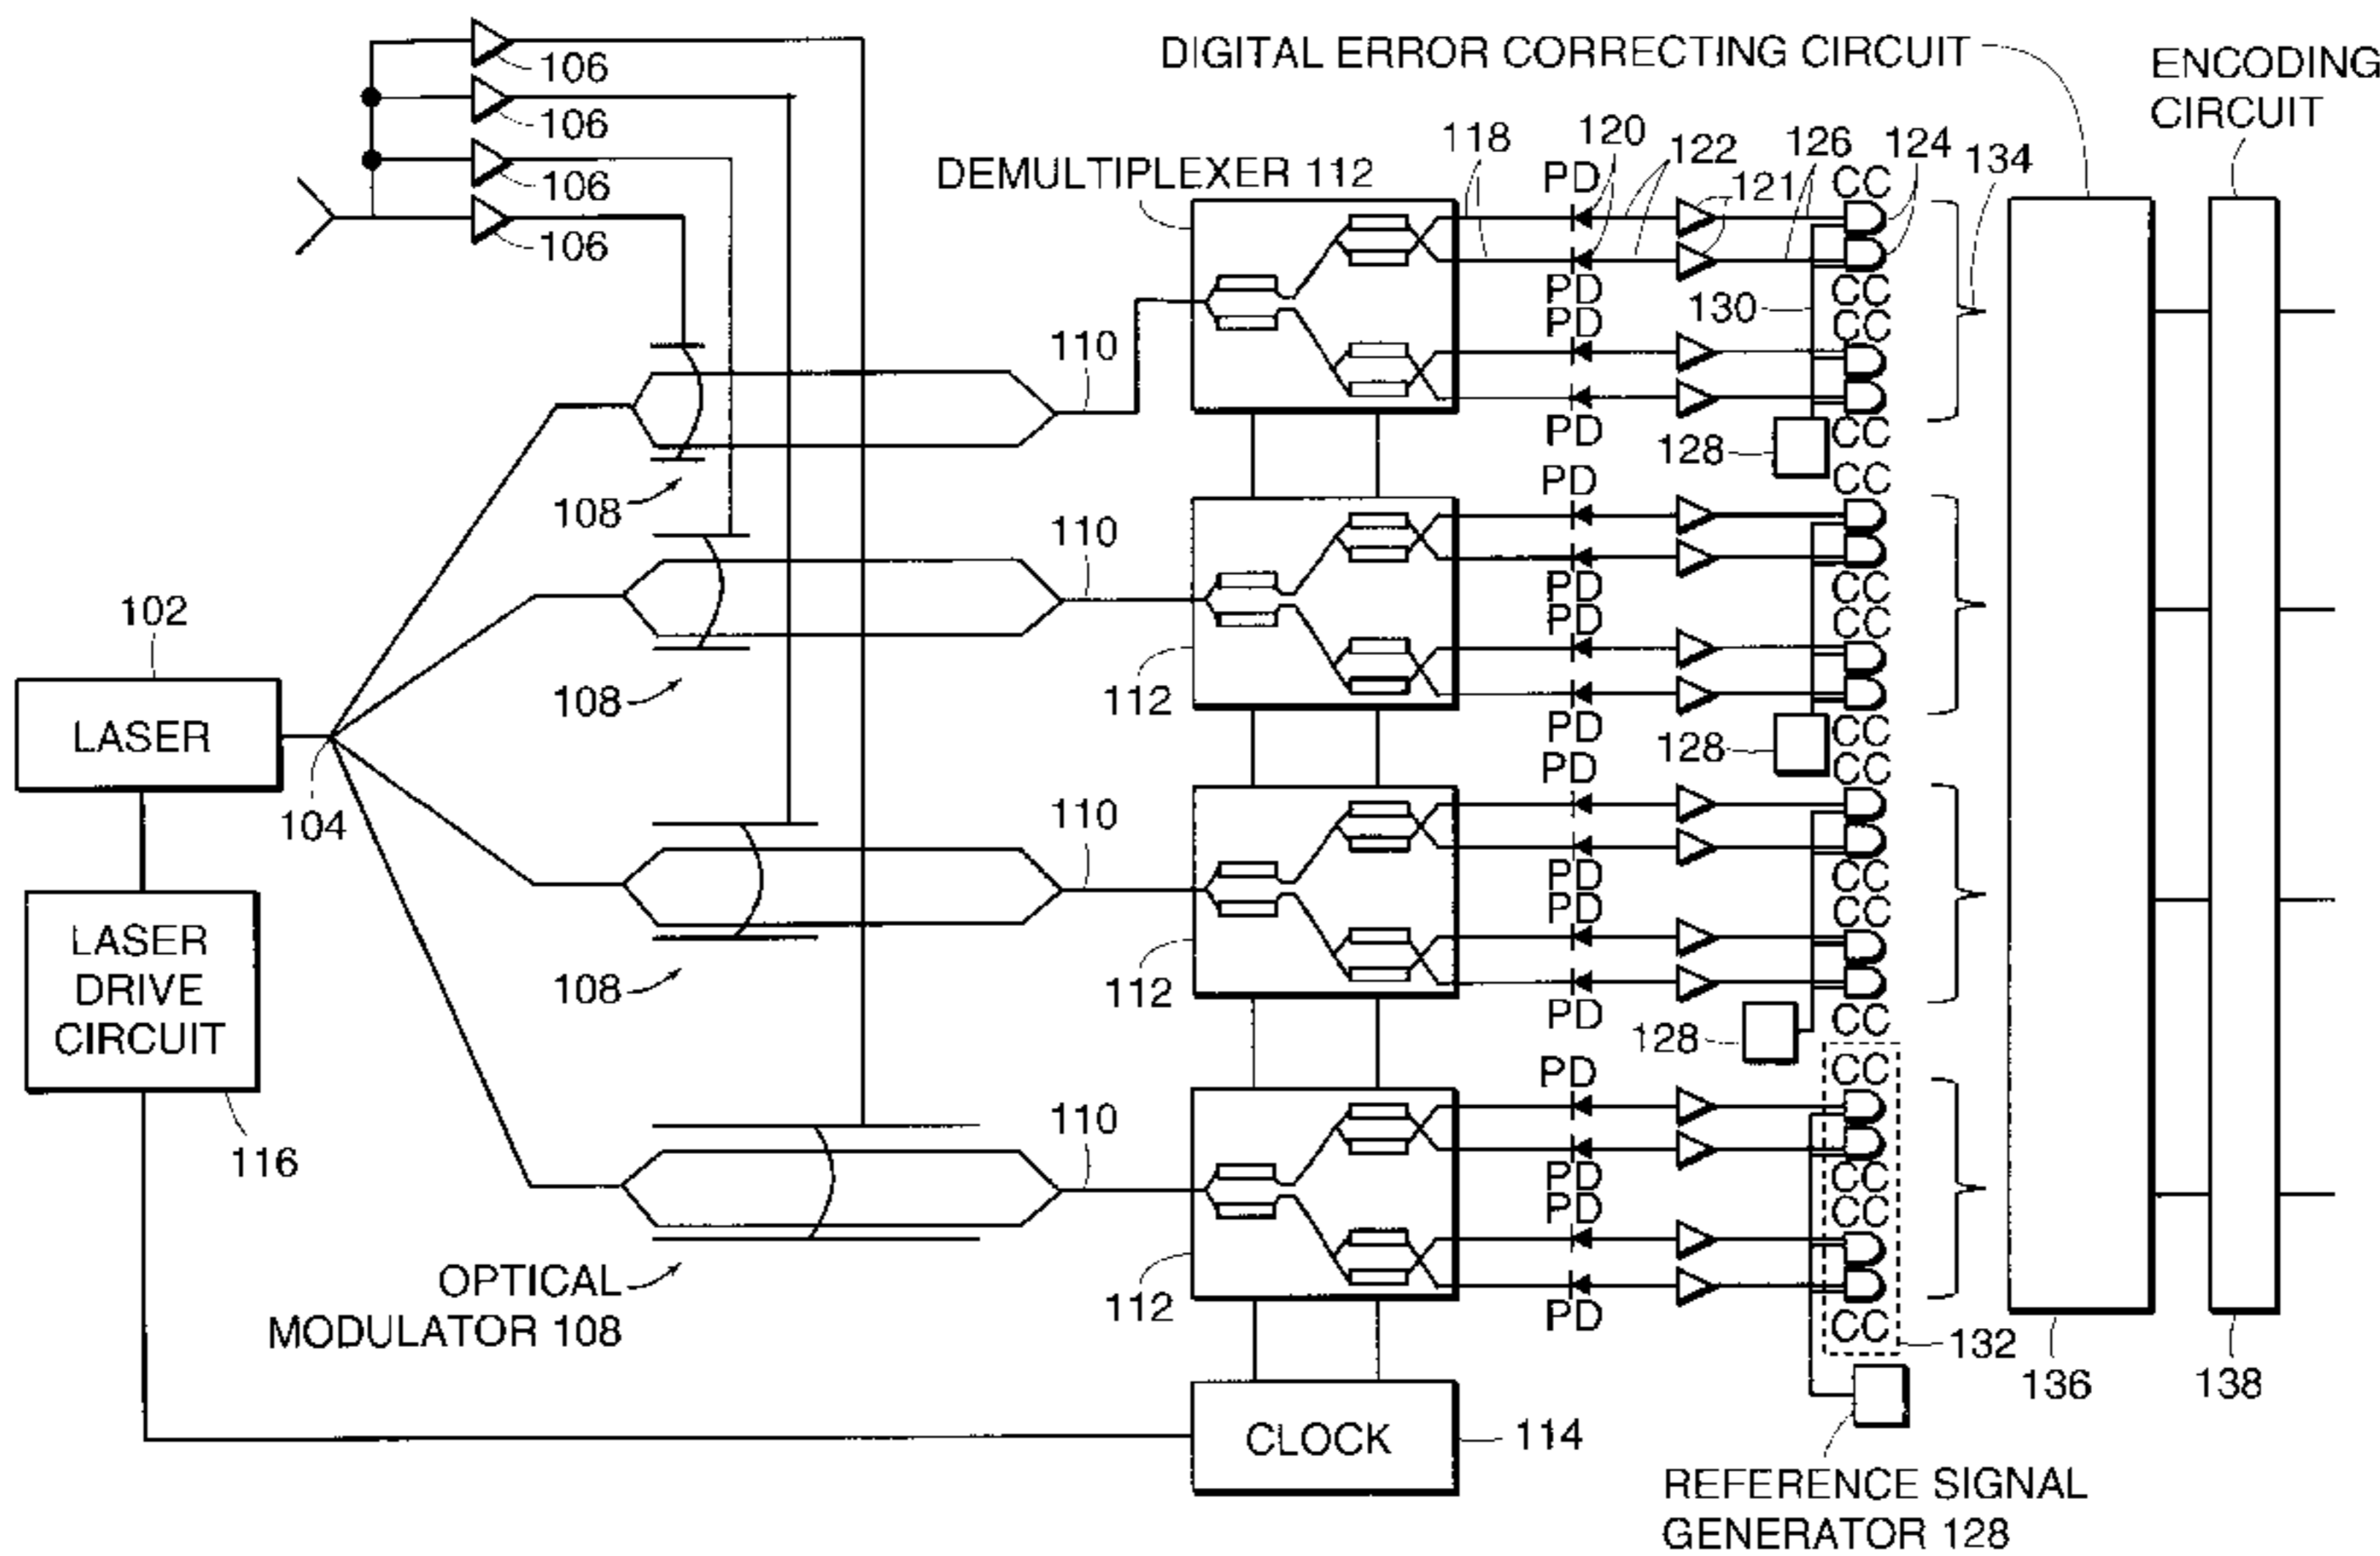 106
106
106
106
DIGITAL ERROR CORRECTING CIRCUIT
ENCODING
CIRCUIT
DEMULTIPLEXER 112
118
PD
120
122
121
126
CC
124
134
PD
PD
130
CC
CC
110
PD
128
CC
108
PD
CC
110
PD
PD
CC
CC
108
112
PD
128
CC
102
LASER
104
PD
CC
110
PD
PD
CC
CC
108
112
PD
128
CC
LASER
DRIVE
CIRCUIT
116
PD
CC
110
PD
PD
CC
CC
OPTICAL
MODULATOR 108
112
PD
CC
132
136
138
CLOCK
114
REFERENCE SIGNAL
GENERATOR 128